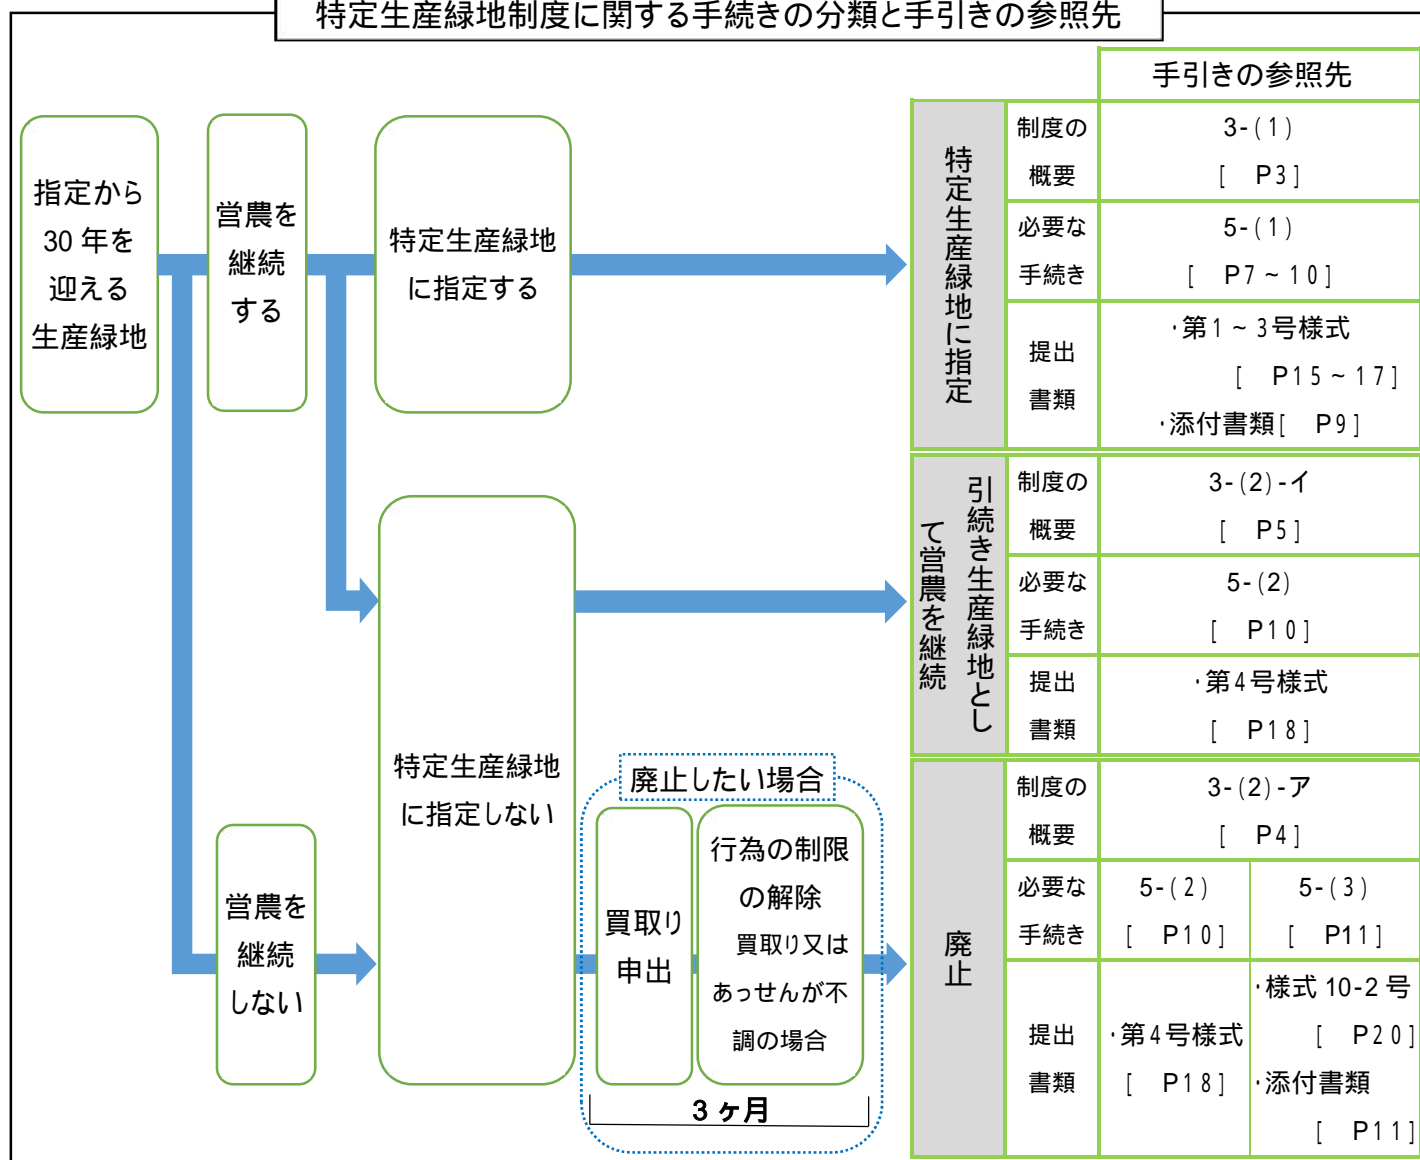 特定生産緑地制度に関する手続きの分類と手引きの参照先
指定から
30 年を
迎える
生産緑地
営農を
継続
する
特定生産緑地
に指定する
営農を
継続
しない
特定生産緑地
に指定しない
廃止したい場合
買取り
申出
行為の制限
の解除
買取り又は
あっせんが不
調の場合
3 ヶ月
手引きの参照先
特定生産緑地に指定
制度の
概要
3-(1)
[ P3]
必要な
手続き
5-(1)
[ P7~10]
提出
書類
・第1~3号様式
[ P15~17]
・添付書類[ P9]
引続き生産緑地とし
て営農を継続
制度の
概要
3-(2)-イ
[ P5]
必要な
手続き
5-(2)
[ P10]
提出
書類
・第4号様式
[ P18]
廃止
制度の
概要
3-(2)-ア
[ P4]
必要な
手続き
5-(2)
[ P10]
5-(3)
[ P11]
提出
書類
・第4号様式
[ P18]
・様式 10-2 号
[ P20]
・添付書類
[ P11]